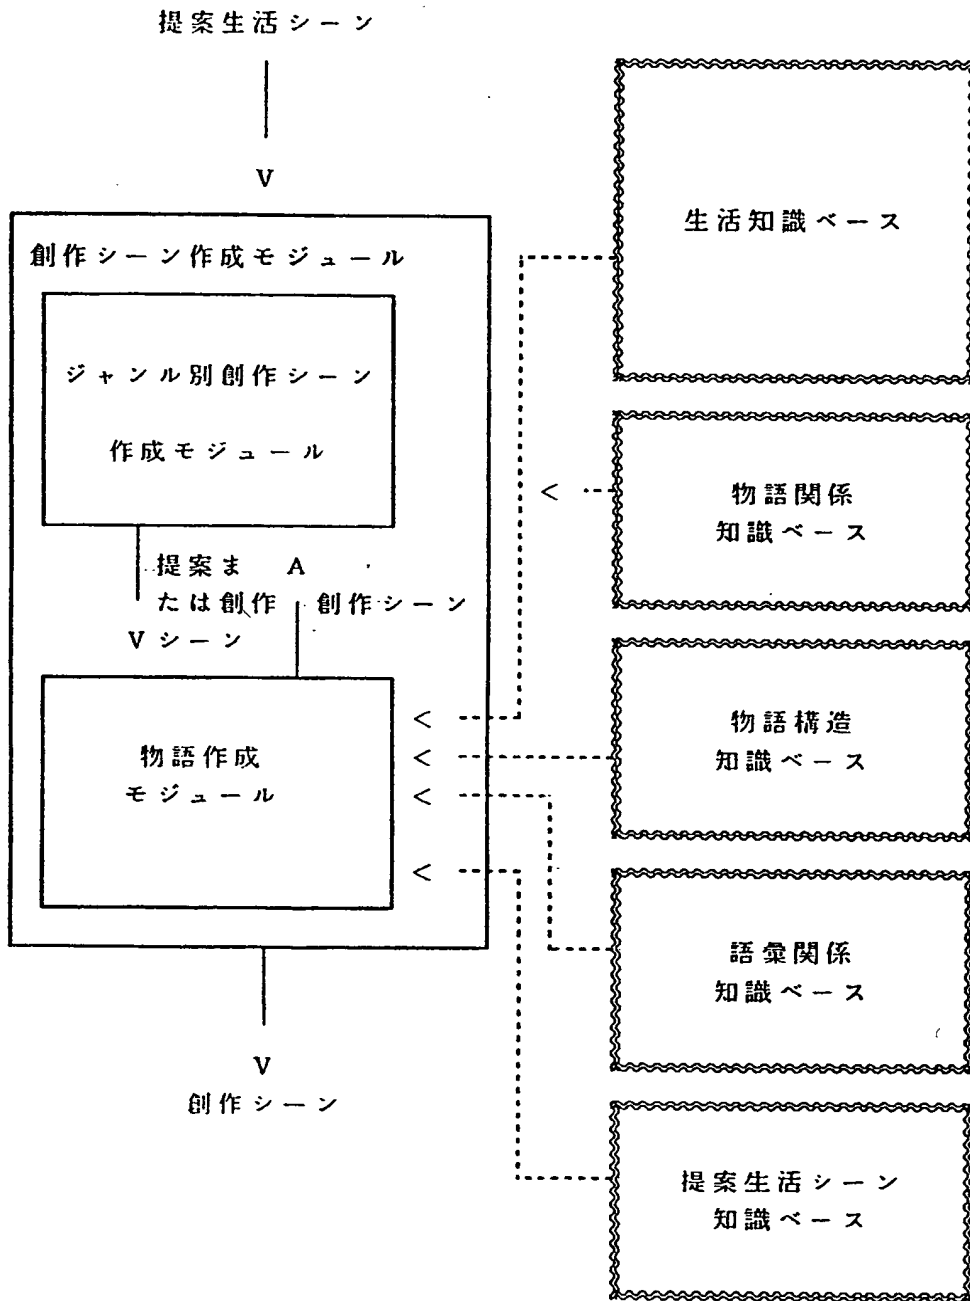 提案生活シーン
V
創作シーン作成モジュール
ジャンル別創作シーン
作成モジュール
提案ま
たは創作
Vシーン
A
創作シーン
物語作成
モジュール
<
<
<
<
V
創作シーン
生活知識ベース
<
物語関係
知識ベース
物語構造
知識ベース
語彙関係
知識ベース
提案生活シーン
知識ベース